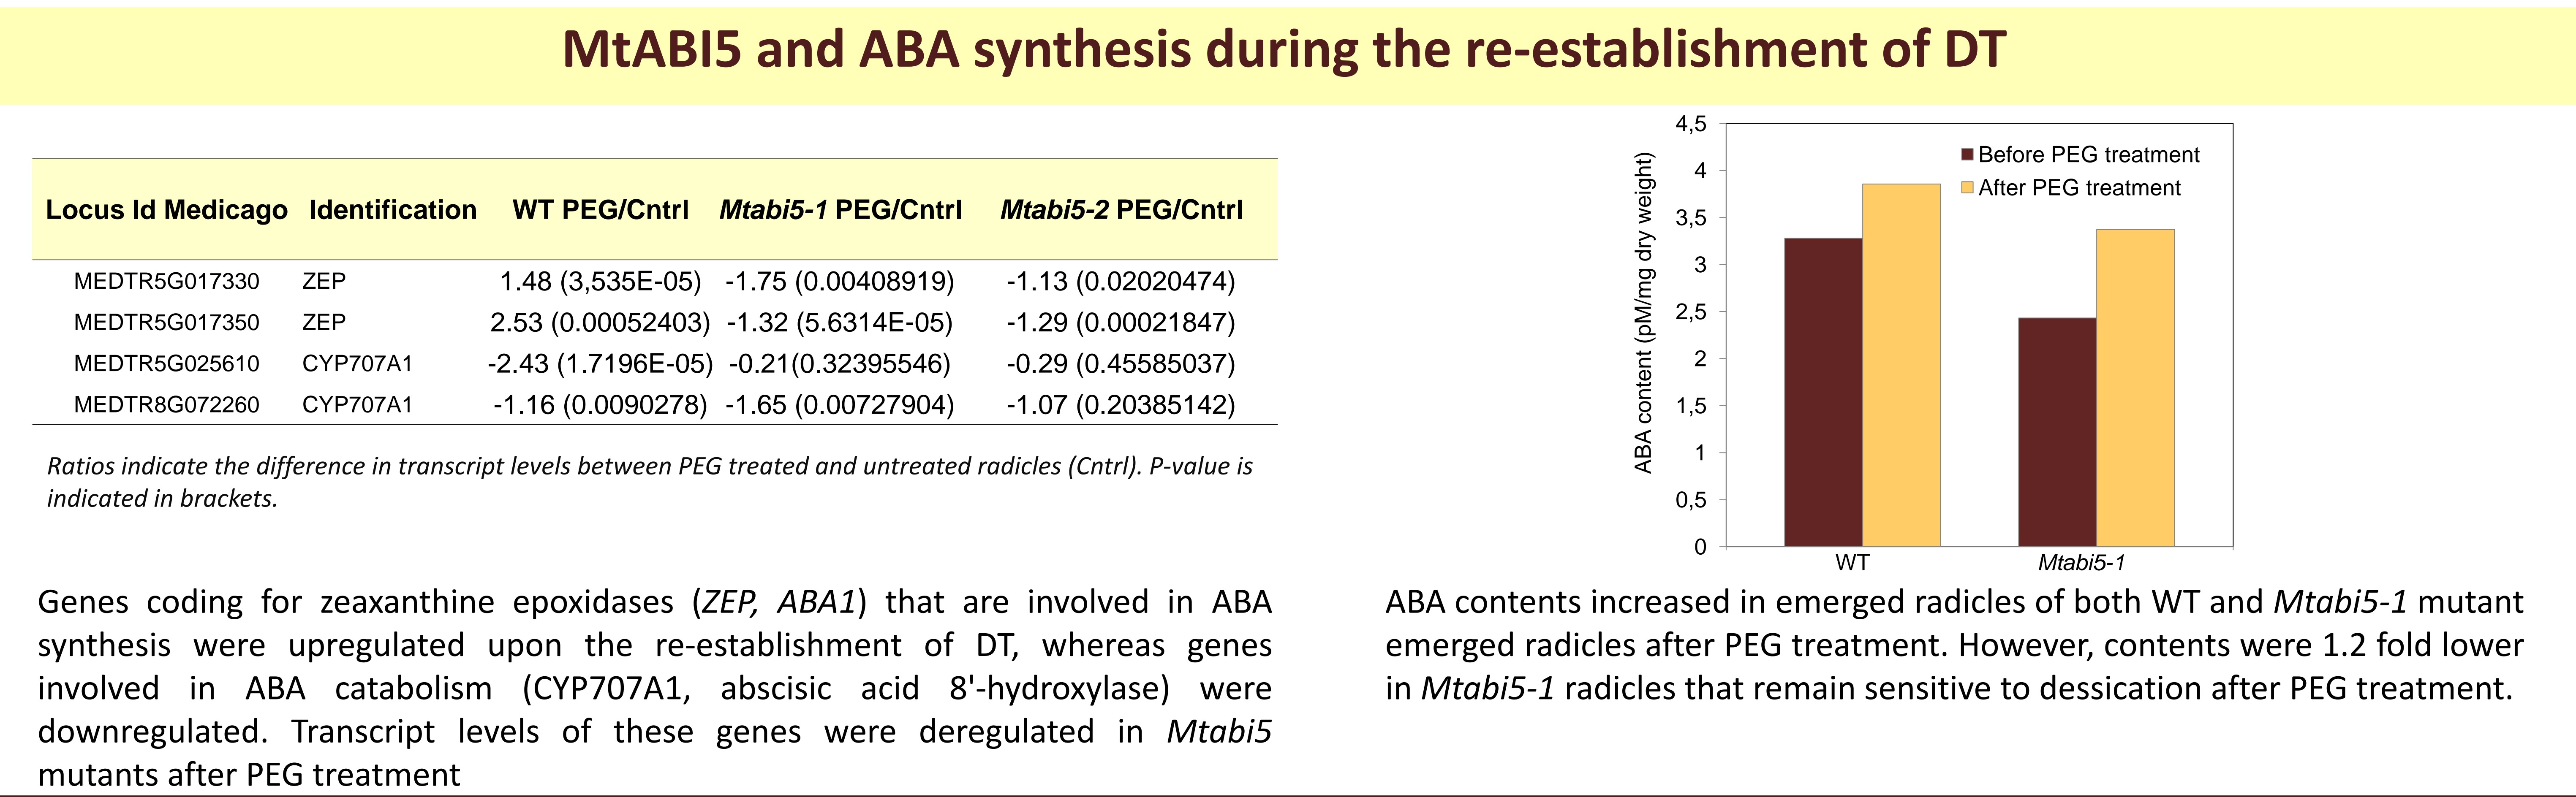 MtABI5 and ABA synthesis during the re-establishment of DT
Locus Id Medicago Identification WT PEG/Cntrl Mtabi5-1 PEG/Cntrl Mtabi5-2 PEG/Cntrl
MEDTR5G017330 ZEP 1.48 (3,535E-05) -1.75 (0.00408919) -1.13 (0.02020474)
MEDTR5G017350 ZEP 2.53 (0.00052403) -1.32 (5.6314E-05) -1.29 (0.00021847)
MEDTR5G025610 CYP707A1 -2.43 (1.7196E-05) -0.21(0.32395546) -0.29 (0.45585037)
MEDTR8G072260 CYP707A1 -1.16 (0.0090278) -1.65 (0.00727904) -1.07 (0.20385142)
Ratios indicate the difference in transcript levels between PEG treated and untreated radicles (Cntrl). P-value is
indicated in brackets.
Genes coding for zeaxanthine epoxidases (ZEP, ABA1) that are involved in ABA
synthesis were upregulated upon the re-establishment of DT, whereas genes
involved in ABA catabolism (CYP707A1, abscisic acid 8'-hydroxylase) were
downregulated. Transcript levels of these genes were deregulated in Mtabi5
mutants after PEG treatment
ABA content (pM/mg dry weight)
4,5
4
3,5
3
2,5
2
1,5
1
0,5
0
Before PEG treatment
After PEG treatment
WT
Mtabi5-1
ABA contents increased in emerged radicles of both WT and Mtabi5-1 mutant
emerged radicles after PEG treatment. However, contents were 1.2 fold lower
in Mtabi5-1 radicles that remain sensitive to dessication after PEG treatment.